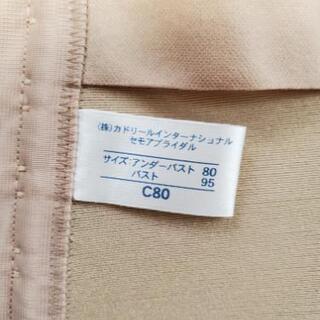 (株)カドリールインターナショナル
セモアブライダル
サイズ:アンダーバスト 80
バスト 95
C80